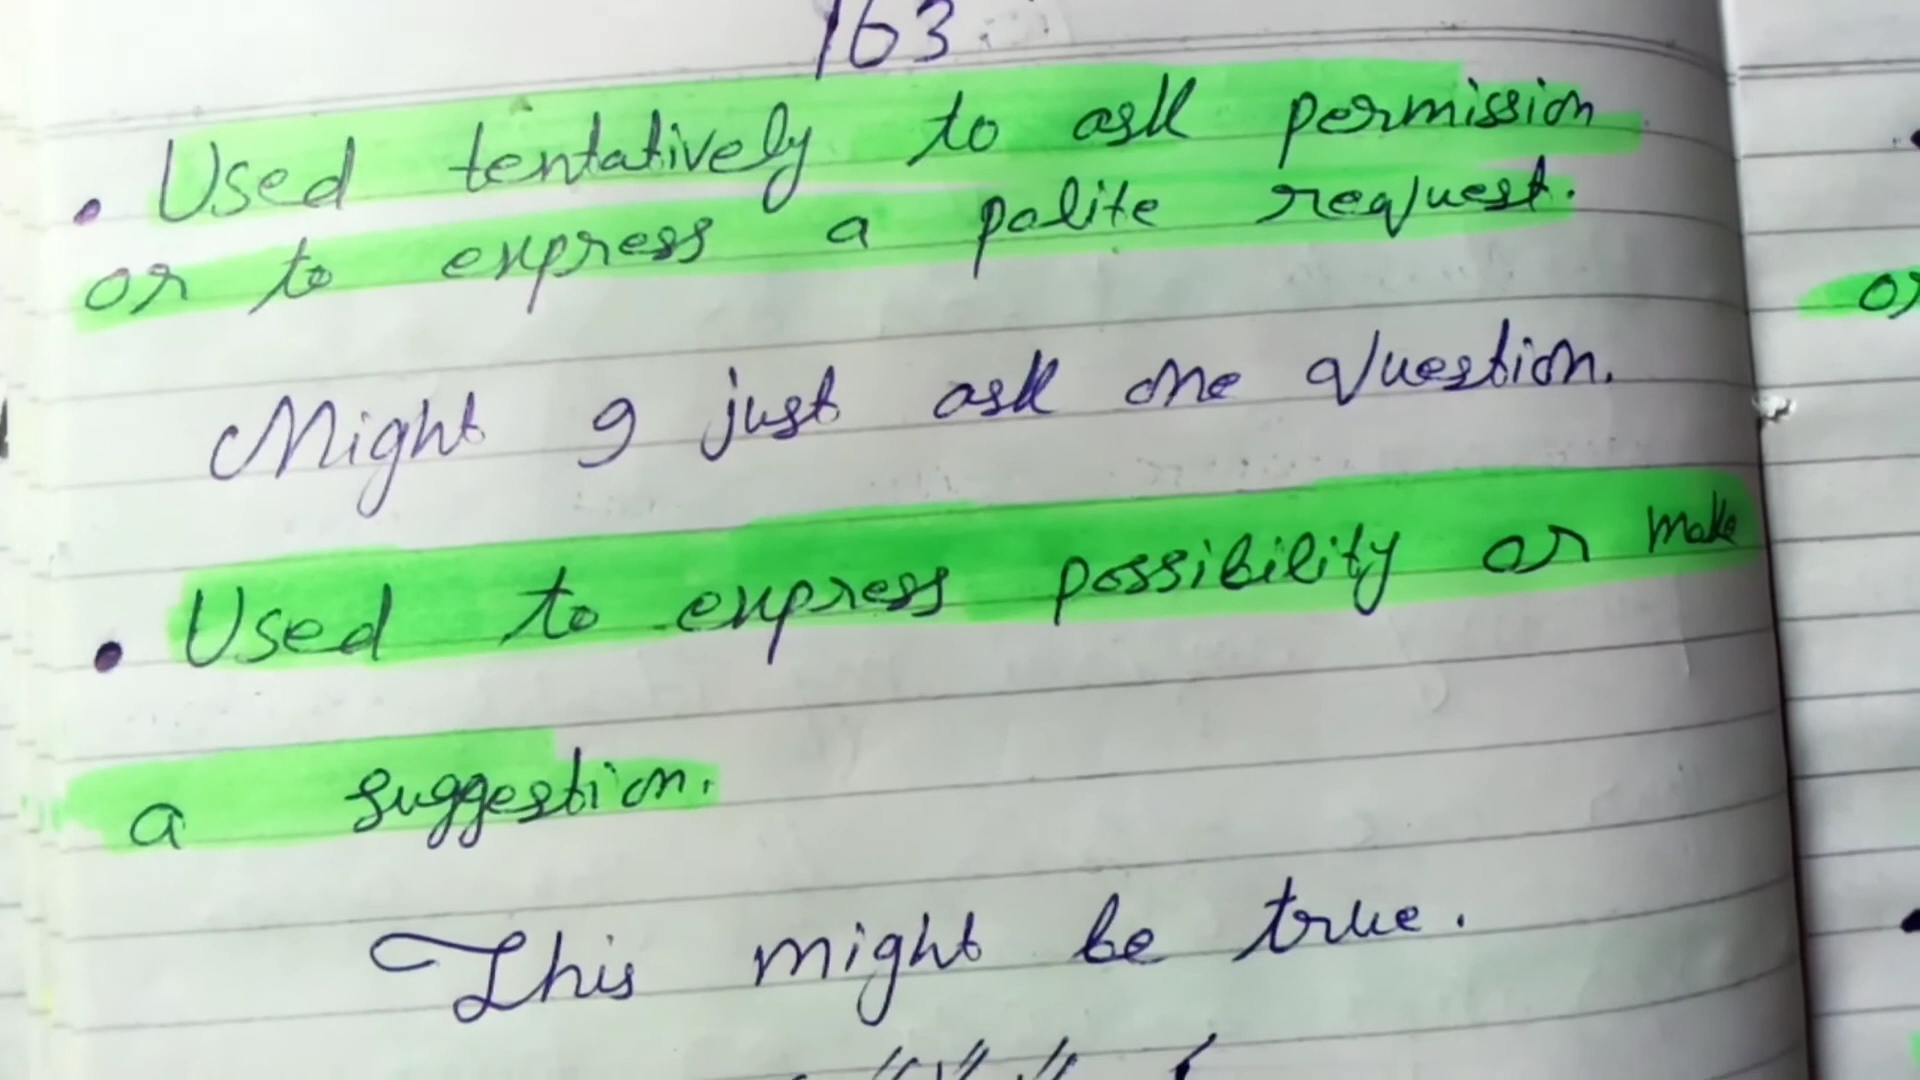 163
• Used tentatively to ask permission
or to express a polite request.
Might I just ask one question.
• Used to express possibility or make
a suggestion.
This might be true.
or